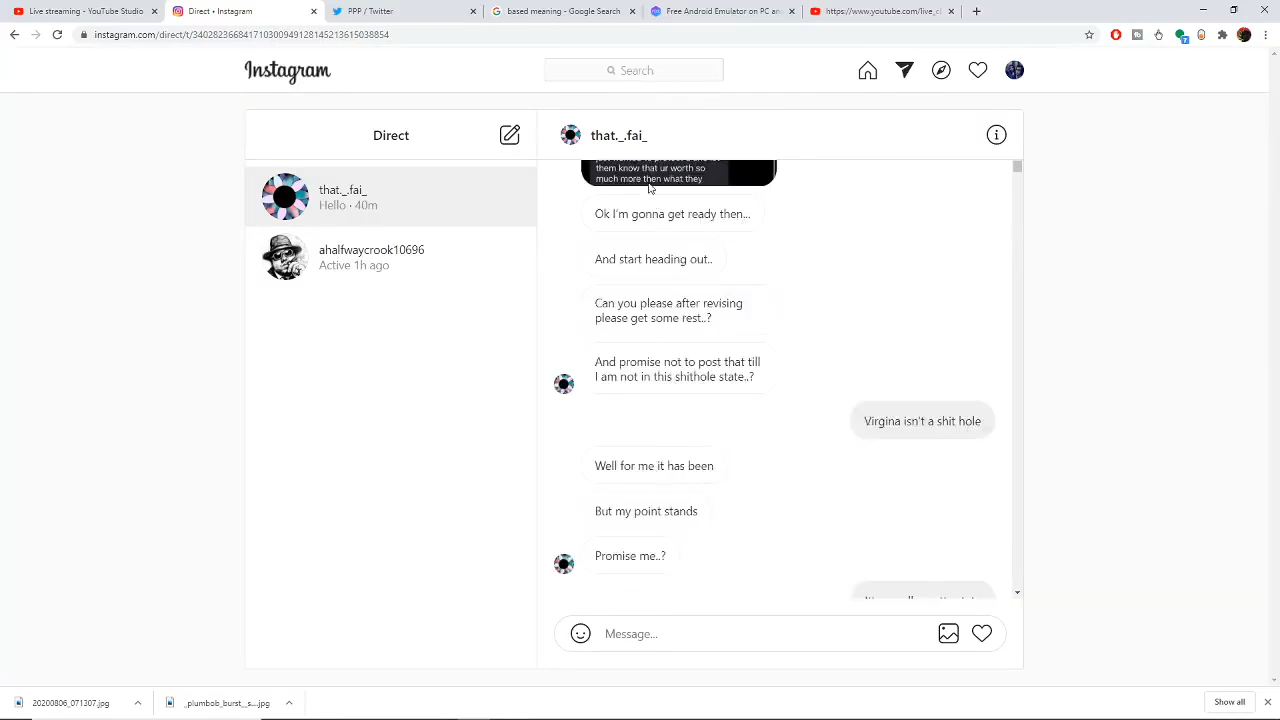 Live streaming - YouTube Studio
Direct • Instagram
PPP / Twitter
based meaning - Google Search
Free Android Emulator on PC an
https://www.youtube.com/live_cl
instagram.com/direct/t/340282366841710300949128145213615038854
Instagram
Search
Direct
that._.fai_
that._.fai_
Hello · 40m
ahalfwaycrook10696
Active 1h ago
them know that ur worth so
much more then what they
Ok I'm gonna get ready then...
And start heading out..
Can you please after revising
please get some rest..?
And promise not to post that till
I am not in this shithole state..?
Virgina isn't a shit hole
Well for me it has been
But my point stands
Promise me..?
Message...
20200806_071307.jpg
_plumbob_burst__s....jpg
Show all